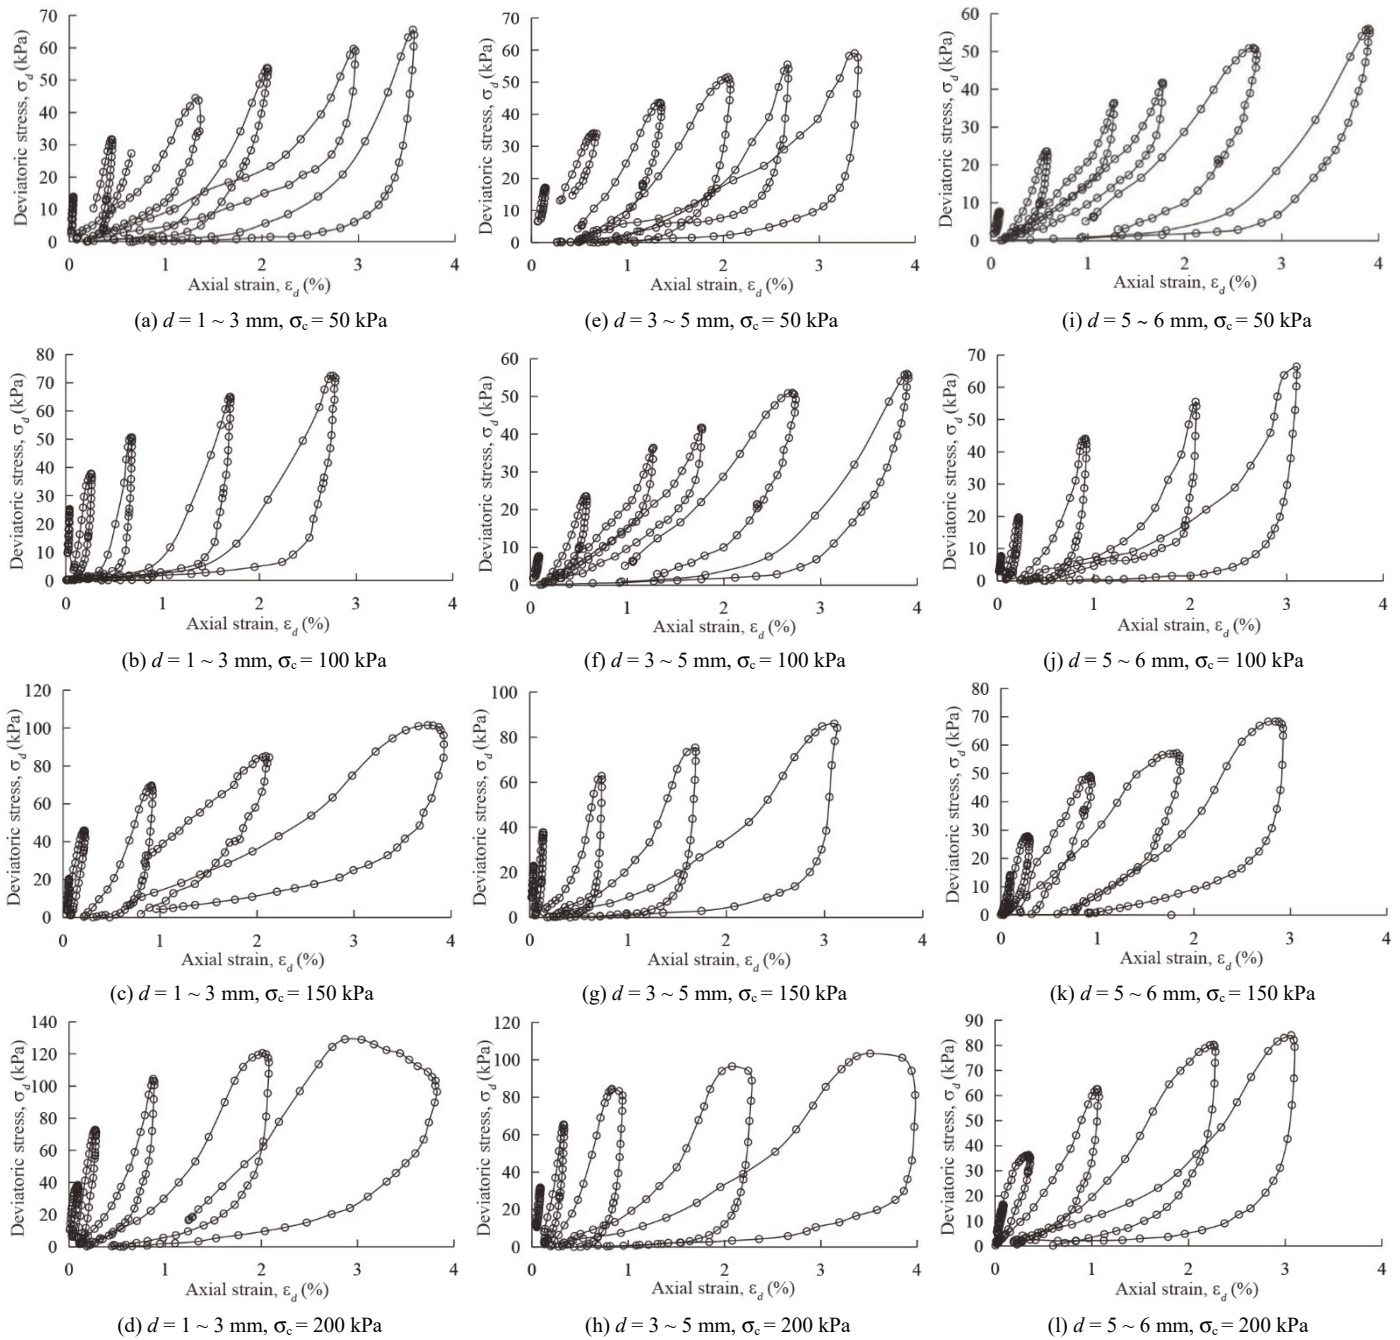 70
60
50
40
30
20
10
0
Deviatoric stress, σd (kPa)
0 1 2 3 4
Axial strain, εd (%)
(a) d = 1 ~ 3 mm, σc = 50 kPa
70
60
50
40
30
20
10
0
Deviatoric stress, σd (kPa)
0 1 2 3 4
Axial strain, εd (%)
(e) d = 3 ~ 5 mm, σc = 50 kPa
60
50
40
30
20
10
0
Deviatoric stress, σd (kPa)
0 1 2 3 4
Axial strain, εd (%)
(i) d = 5 ~ 6 mm, σc = 50 kPa
80
70
60
50
40
30
20
10
0
Deviatoric stress, σd (kPa)
0 1 2 3 4
Axial strain, εd (%)
(b) d = 1 ~ 3 mm, σc = 100 kPa
60
50
40
30
20
10
0
Deviatoric stress, σd (kPa)
0 1 2 3 4
Axial strain, εd (%)
(f) d = 3 ~ 5 mm, σc = 100 kPa
70
60
50
40
30
20
10
0
Deviatoric stress, σd (kPa)
0 1 2 3 4
Axial strain, εd (%)
(j) d = 5 ~ 6 mm, σc = 100 kPa
120
100
80
60
40
20
0
Deviatoric stress, σd (kPa)
0 1 2 3 4
Axial strain, εd (%)
(c) d = 1 ~ 3 mm, σc = 150 kPa
100
80
60
40
20
0
Deviatoric stress, σd (kPa)
0 1 2 3 4
Axial strain, εd (%)
(g) d = 3 ~ 5 mm, σc = 150 kPa
80
70
60
50
40
30
20
10
0
Deviatoric stress, σd (kPa)
0 1 2 3 4
Axial strain, εd (%)
(k) d = 5 ~ 6 mm, σc = 150 kPa
140
120
100
80
60
40
20
0
Deviatoric stress, σd (kPa)
0 1 2 3 4
Axial strain, εd (%)
(d) d = 1 ~ 3 mm, σc = 200 kPa
120
100
80
60
40
20
0
Deviatoric stress, σd (kPa)
0 1 2 3 4
Axial strain, εd (%)
(h) d = 3 ~ 5 mm, σc = 200 kPa
90
80
70
60
50
40
30
20
10
0
Deviatoric stress, σd (kPa)
0 1 2 3 4
Axial strain, εd (%)
(l) d = 5 ~ 6 mm, σc = 200 kPa